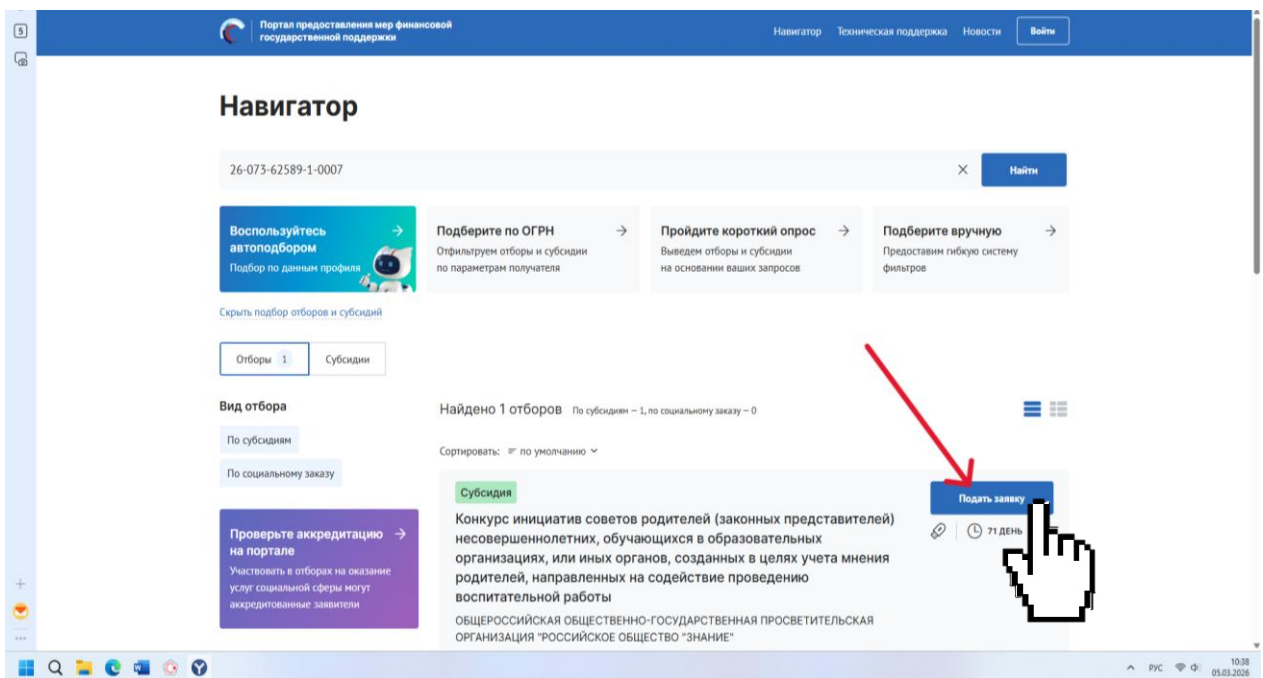 5
Портал предоставления мер финансовой
государственной поддержки
Навигатор
Техническая поддержка
Новости
Войти
Навигатор
26-073-62589-1-0007
Найти
Воспользуйтесь
автоподбором
Подбор по данным профиля
Подберите по ОГРН
Отфильтруем отборы и субсидии
по параметрам получателя
Пройдите короткий опрос
Выведем отборы и субсидии
на основании ваших запросов
Подберите вручную
Предоставим гибкую систему
фильтров
Скрыть подбор отборов и субсидий
Отборы 1
Субсидии
Вид отбора
По субсидиям
По социальному заказу
Проверьте аккредитацию
на портале
Участвовать в отборах на оказание
услуг социальной сферы могут
аккредитованные заявители
Найдено 1 отборов По субсидиям – 1, по социальному заказу – 0
Сортировать: по умолчанию
Субсидия
Подать заявку
71 ДЕНЬ
Конкурс инициатив советов родителей (законных представителей)
несовершеннолетних, обучающихся в образовательных
организациях, или иных органов, созданных в целях учета мнения
родителей, направленных на содействие проведению
воспитательной работы
ОБЩЕРОССИЙСКАЯ ОБЩЕСТВЕННО-ГОСУДАРСТВЕННАЯ ПРОСВЕТИТЕЛЬСКАЯ
ОРГАНИЗАЦИЯ "РОССИЙСКОЕ ОБЩЕСТВО "ЗНАНИЕ"
РУС
10:38
05.03.2026